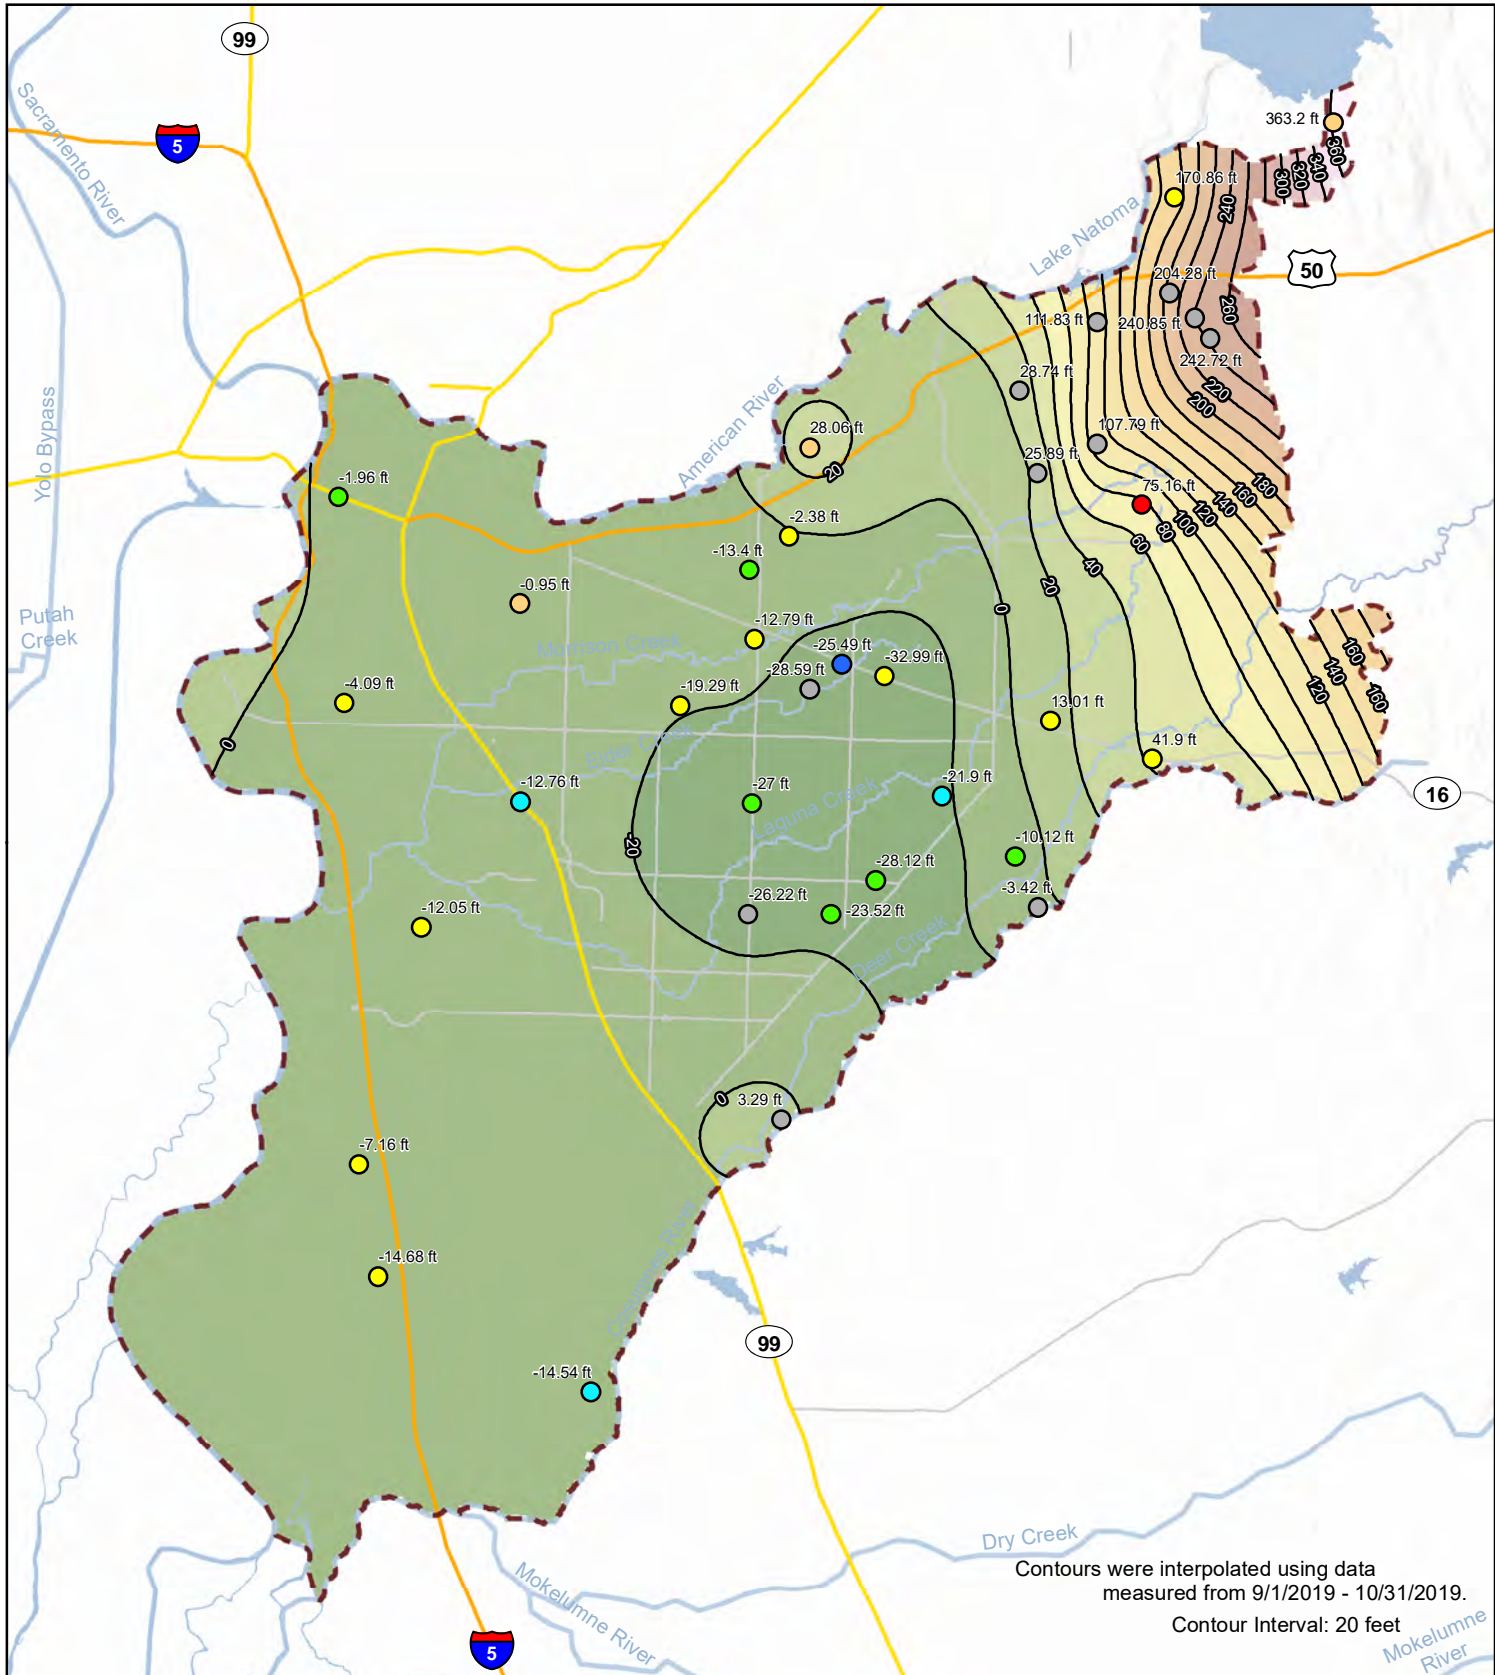 99
Sacramento River
5
363.2 ft
360
340
320
300
170.86 ft
240
Lake Natoma
50
204.28 ft
111.83 ft
240.85 ft
260
242.72 ft
28.74 ft
220
200
Yolo Bypass
American River
28.06 ft
20
107.79 ft
25.89 ft
-1.96 ft
75.16 ft
180
160
140
120
100
80
60
-2.38 ft
-13.4 ft
40
20
0
-0.95 ft
Putah
Creek
-12.79 ft
Morrison Creek
-25.49 ft
-28.59 ft
-32.99 ft
160
140
120
160
-4.09 ft
-19.29 ft
13.01 ft
0
41.9 ft
Elder Creek
-12.76 ft
-27 ft
-21.9 ft
16
Laguna Creek
-20
-10.12 ft
-28.12 ft
-3.42 ft
-26.22 ft
-23.52 ft
-12.05 ft
Deer Creek
0
3.29 ft
-7.16 ft
Cosumnes River
-14.68 ft
99
-14.54 ft
Dry Creek
Mokelumne River
5
Contours were interpolated using data
measured from 9/1/2019 - 10/31/2019.
Contour Interval: 20 feet
Mokelumne
River